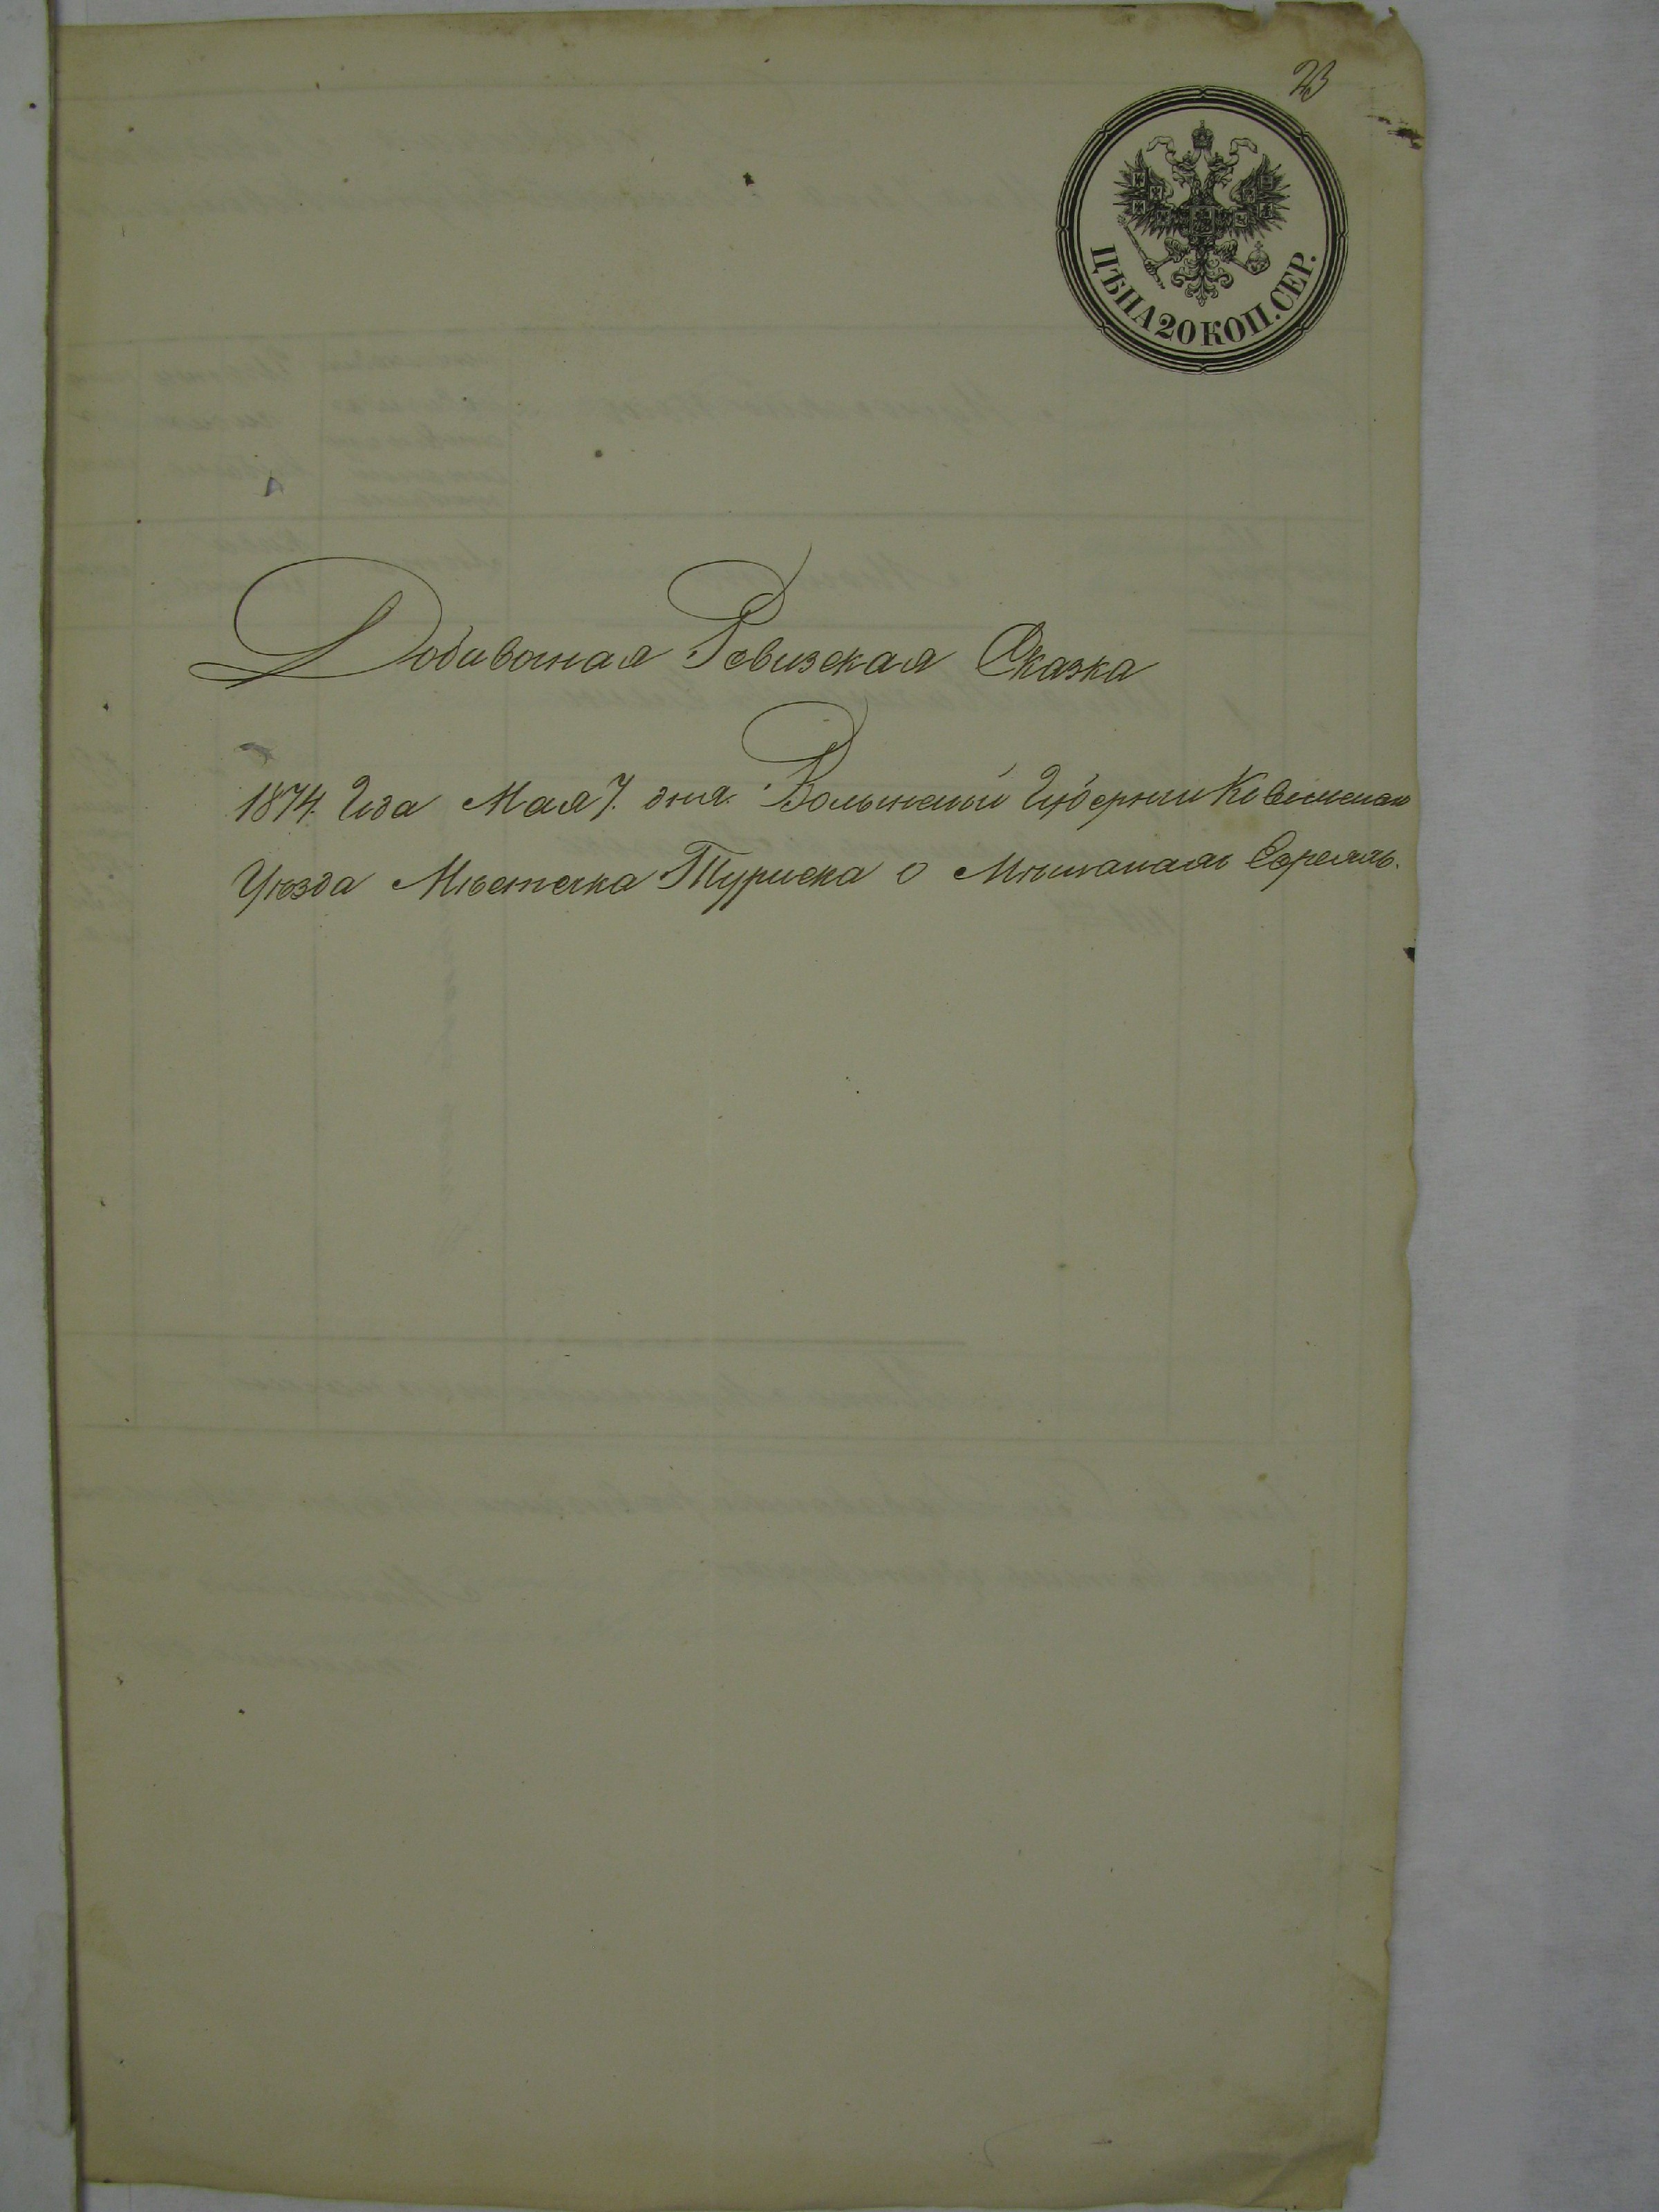 23
ЦѢНА 20 КОП. СЕР.
Добавочная Ревизская Сказка
1874. Года Мая 7. дня. Волынской Губернии Ковельскаго
Уѣзда Мѣстечка Турійска о Мѣщанахъ Евреяхъ.